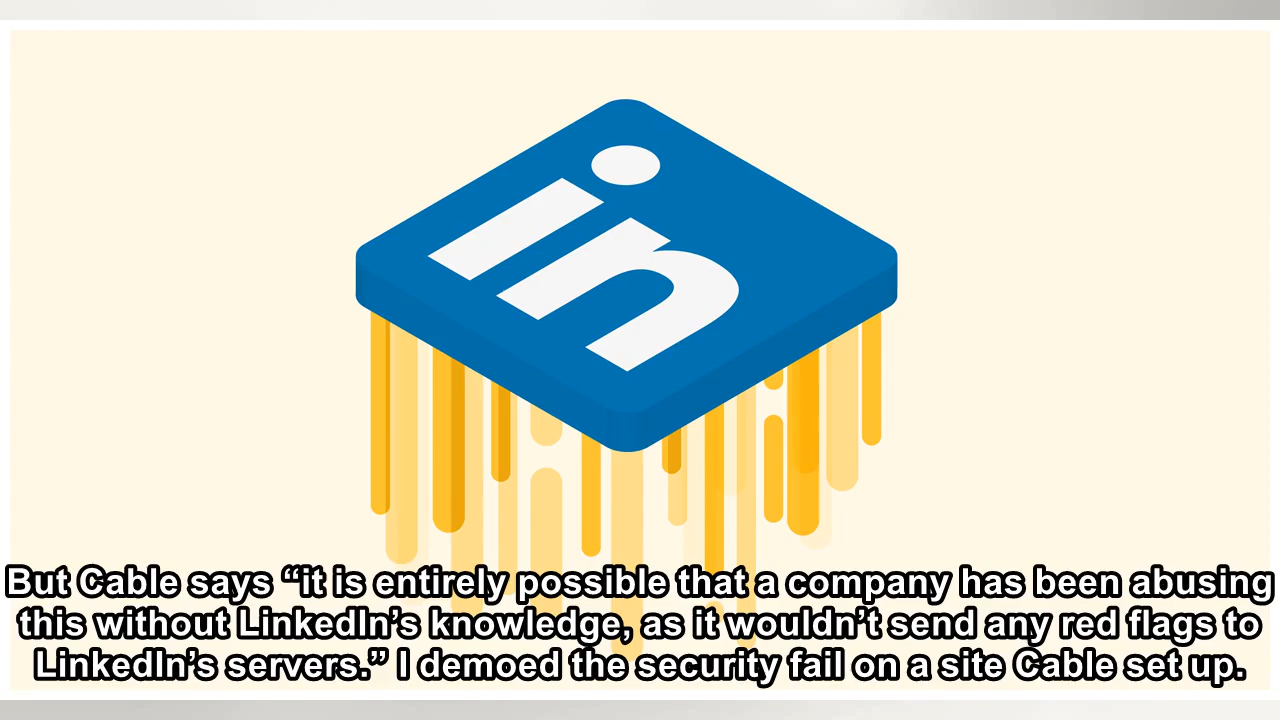 in
But Cable says “it is entirely possible that a company has been abusing
this without LinkedIn’s knowledge, as it wouldn’t send any red flags to
LinkedIn’s servers.” I demoed the security fail on a site Cable set up.